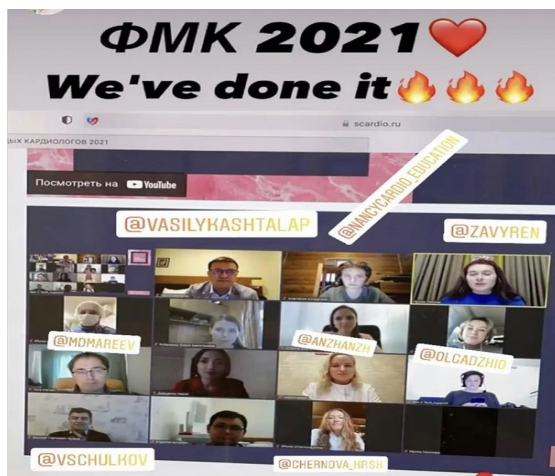 ФМК 2021
We've done it
scardio.ru
ЫХ КАРДИОЛОГОВ 2021
Посмотреть на YouTube
@NANCYCARDIO_EDUCATION
@VASILYKASHTALAP
@ZAVYREN
@MDMAREEV
@ANZHANZH
@OLGADZHIO
@VSCHULKOV
@CHERNOVA_KRSK